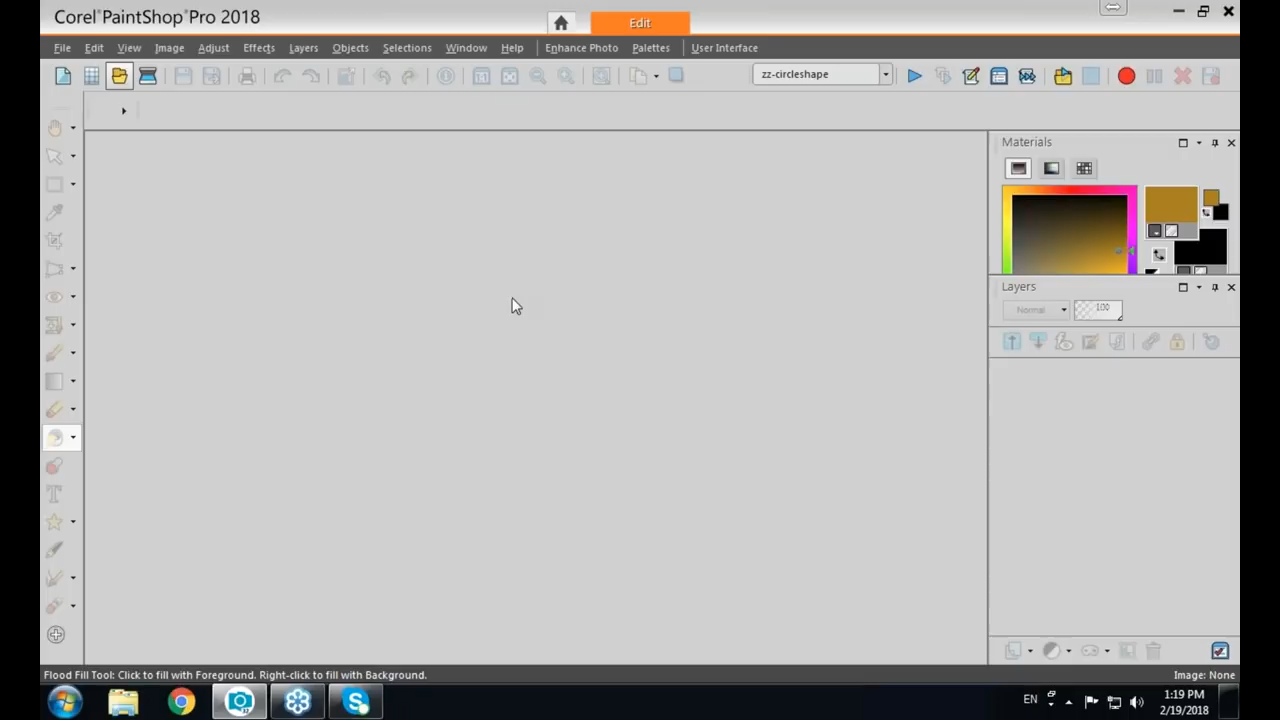 Corel® PaintShop® Pro 2018
Edit
File Edit View Image Adjust Effects Layers Objects Selections Window Help Enhance Photo Palettes User Interface
zz-circleshape
Materials
Layers
Normal 100
T
Flood Fill Tool: Click to fill with Foreground. Right-click to fill with Background.
Image: None
EN
1:19 PM
2/19/2018